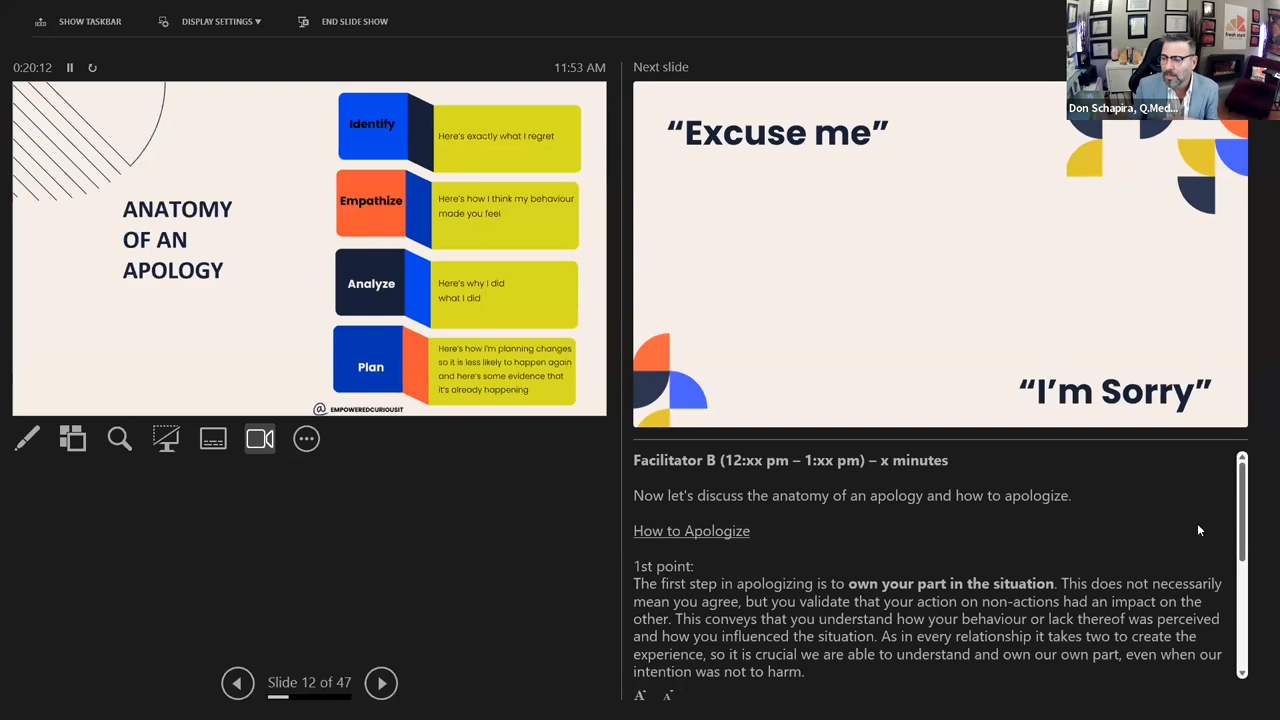 SHOW TASKBAR
DISPLAY SETTINGS ▼
END SLIDE SHOW
fresh start
Don Schapira, Q.Med...
0:20:12
11:53 AM
Next slide
ANATOMY
OF AN
APOLOGY
Identify
Here's exactly what I regret
Empathize
Here's how I think my behaviour
made you feel
Analyze
Here's why I did
what I did
Plan
Here's how i'm planning changes
so it is less likely to happen again
and here's some evidence that
it's already happening
@ EMPOWEREDCURIOUSIT
“Excuse me”
“I’m Sorry”
Slide 12 of 47
Facilitator B (12:xx pm – 1:xx pm) – x minutes
Now let's discuss the anatomy of an apology and how to apologize.
How to Apologize
1st point:
The first step in apologizing is to own your part in the situation. This does not necessarily
mean you agree, but you validate that your action on non-actions had an impact on the
other. This conveys that you understand how your behaviour or lack thereof was perceived
and how you influenced the situation. As in every relationship it takes two to create the
experience, so it is crucial we are able to understand and own our own part, even when our
intention was not to harm.
A A